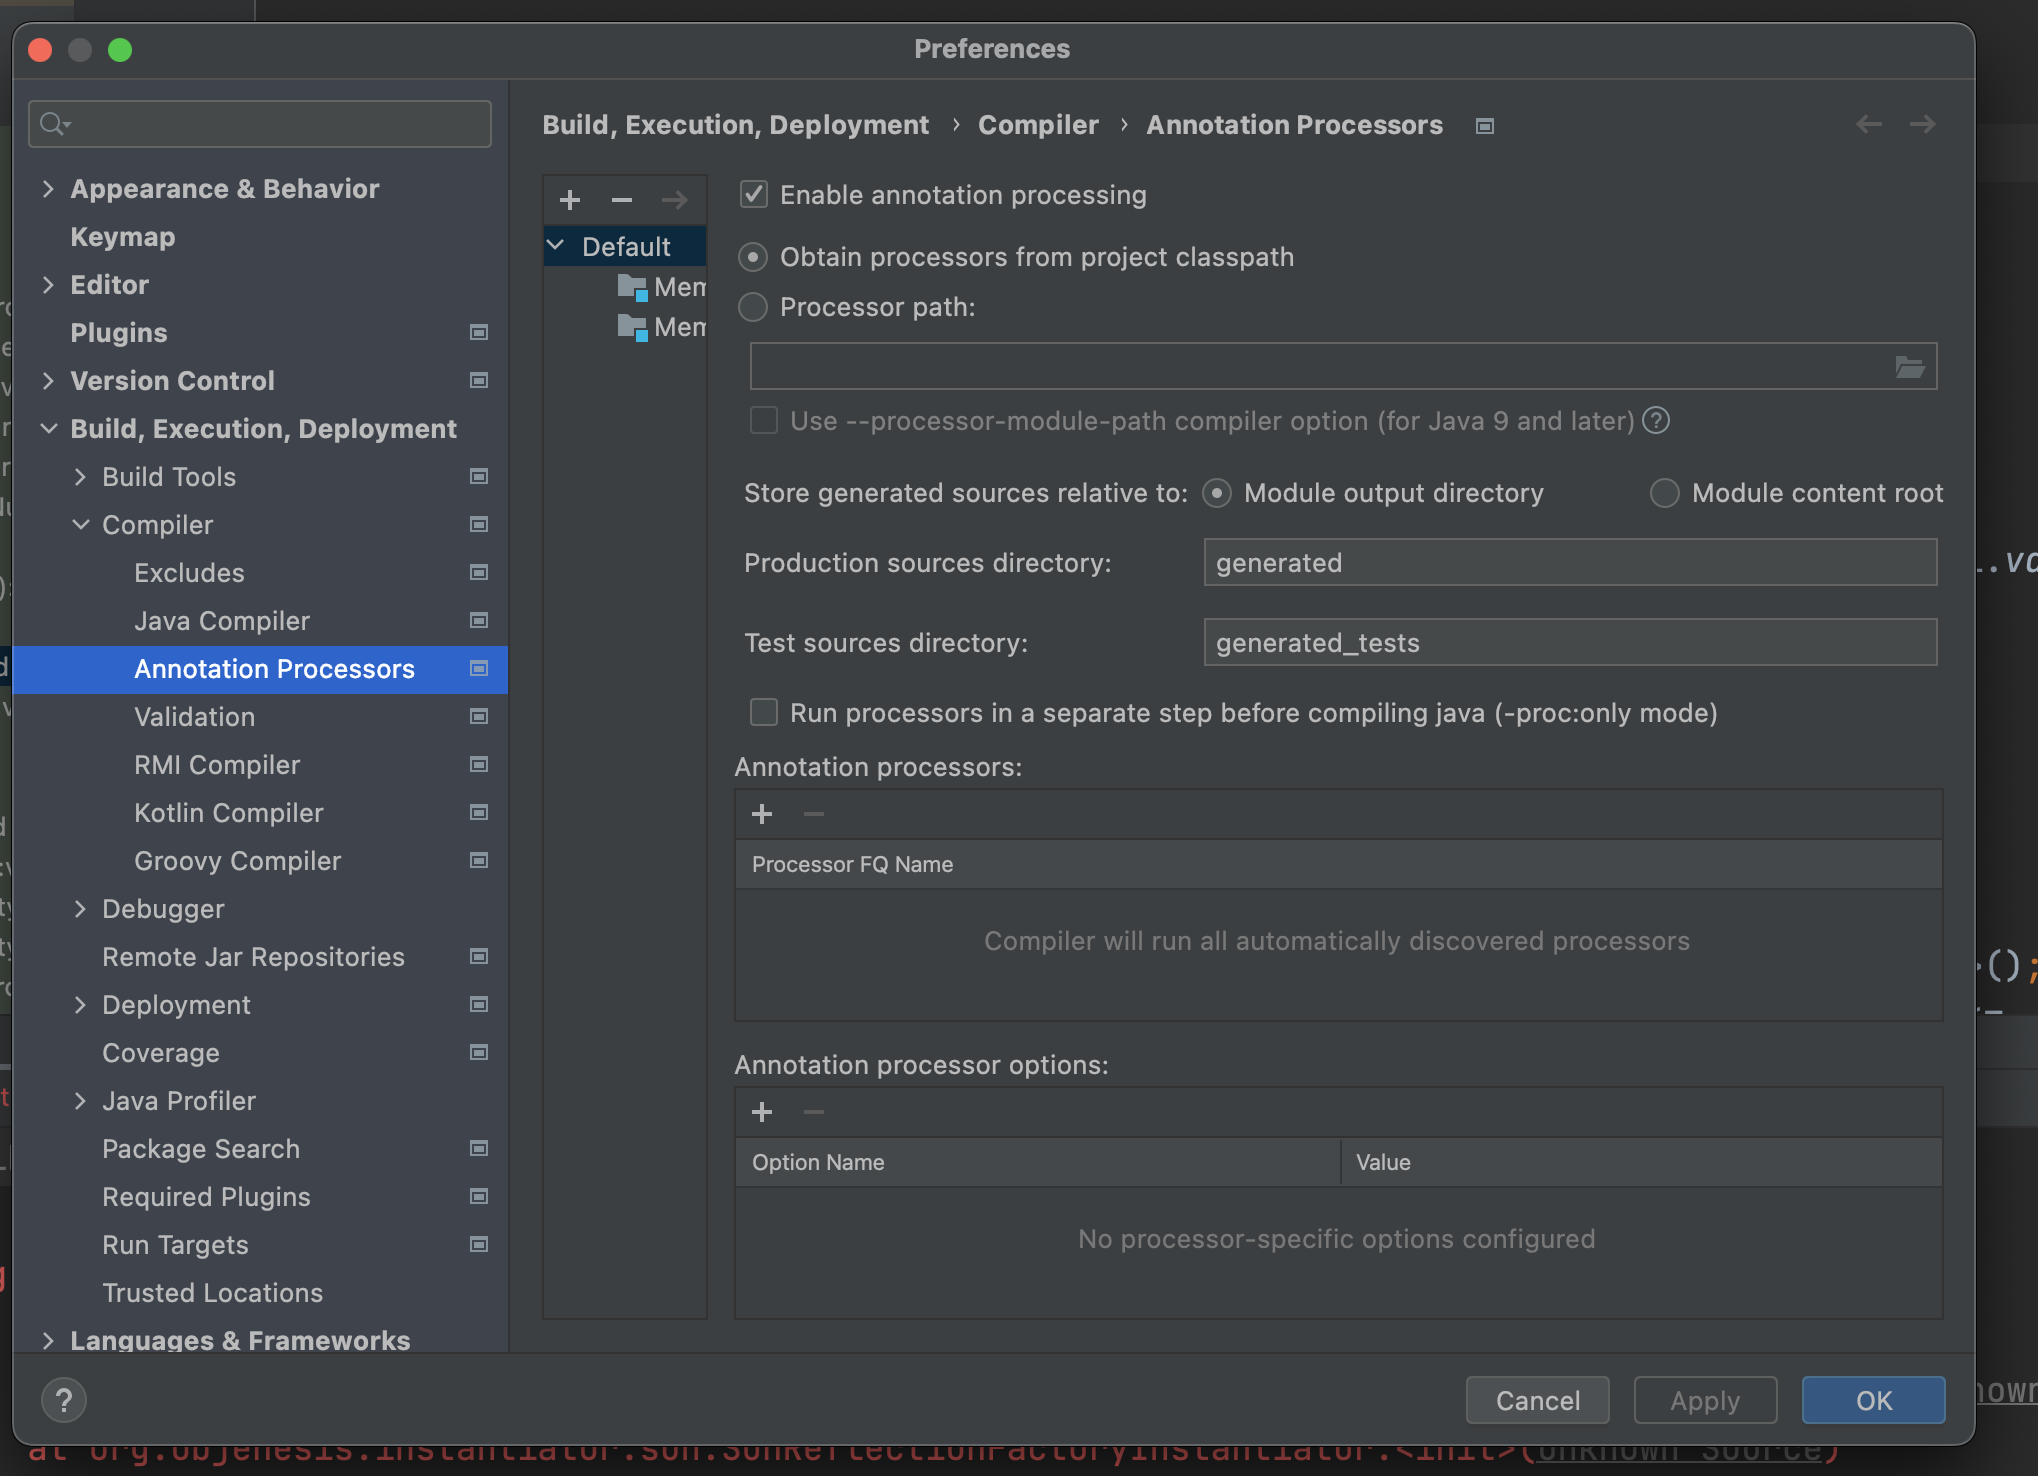 Preferences
Build, Execution, Deployment › Compiler › Annotation Processors
Appearance & Behavior
Keymap
Editor
Plugins
Version Control
Build, Execution, Deployment
Build Tools
Compiler
Excludes
Java Compiler
Annotation Processors
Validation
RMI Compiler
Kotlin Compiler
Groovy Compiler
Debugger
Remote Jar Repositories
Deployment
Coverage
Java Profiler
Package Search
Required Plugins
Run Targets
Trusted Locations
Languages & Frameworks
Default
Mem
Mem
Enable annotation processing
Obtain processors from project classpath
Processor path:
Use --processor-module-path compiler option (for Java 9 and later) ?
Store generated sources relative to: Module output directory Module content root
Production sources directory: generated
Test sources directory: generated_tests
Run processors in a separate step before compiling java (-proc:only mode)
Annotation processors:
Processor FQ Name
Compiler will run all automatically discovered processors
Annotation processor options:
Option Name Value
No processor-specific options configured
? Cancel Apply OK
at org.objenesis.instantiator.sun.SunReflectionFactoryInstantiator.<init>(Unknown Source)